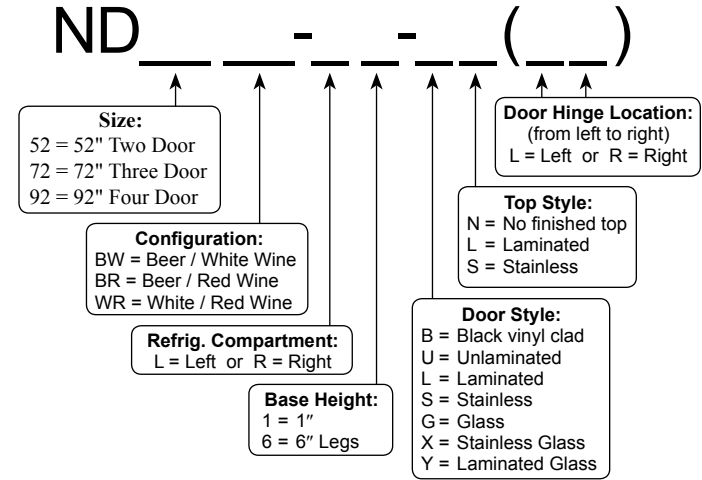 ND__ __-_ _-_ _(_ _)
Size:
52 = 52" Two Door
72 = 72" Three Door
92 = 92" Four Door
Configuration:
BW = Beer / White Wine
BR = Beer / Red Wine
WR = White / Red Wine
Refrig. Compartment:
L = Left or R = Right
Base Height:
1 = 1″
6 = 6″ Legs
Door Style:
B = Black vinyl clad
U = Unlaminated
L = Laminated
S = Stainless
G = Glass
X = Stainless Glass
Y = Laminated Glass
Top Style:
N = No finished top
L = Laminated
S = Stainless
Door Hinge Location:
(from left to right)
L = Left or R = Right